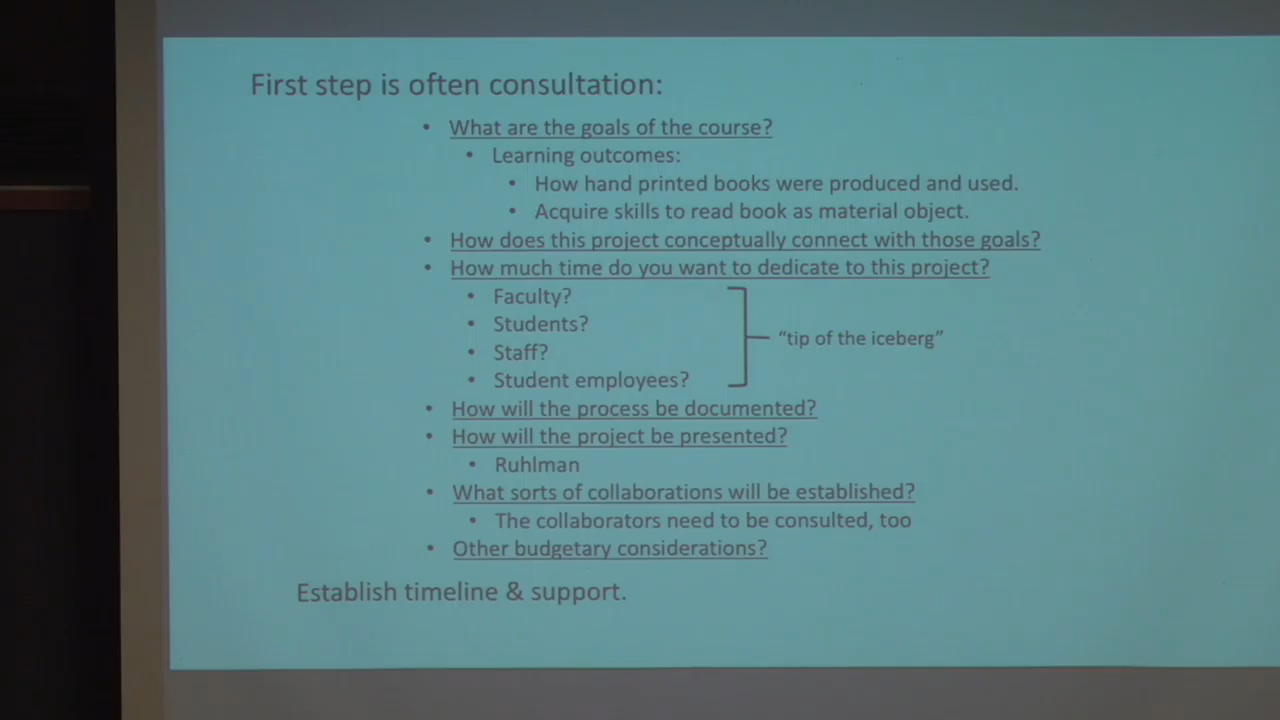 First step is often consultation:
• What are the goals of the course?
• Learning outcomes:
• How hand printed books were produced and used.
• Acquire skills to read book as material object.
• How does this project conceptually connect with those goals?
• How much time do you want to dedicate to this project?
• Faculty?
• Students?
• Staff?
• Student employees?
"tip of the iceberg"
• How will the process be documented?
• How will the project be presented?
• Ruhlman
• What sorts of collaborations will be established?
• The collaborators need to be consulted, too
• Other budgetary considerations?
Establish timeline & support.